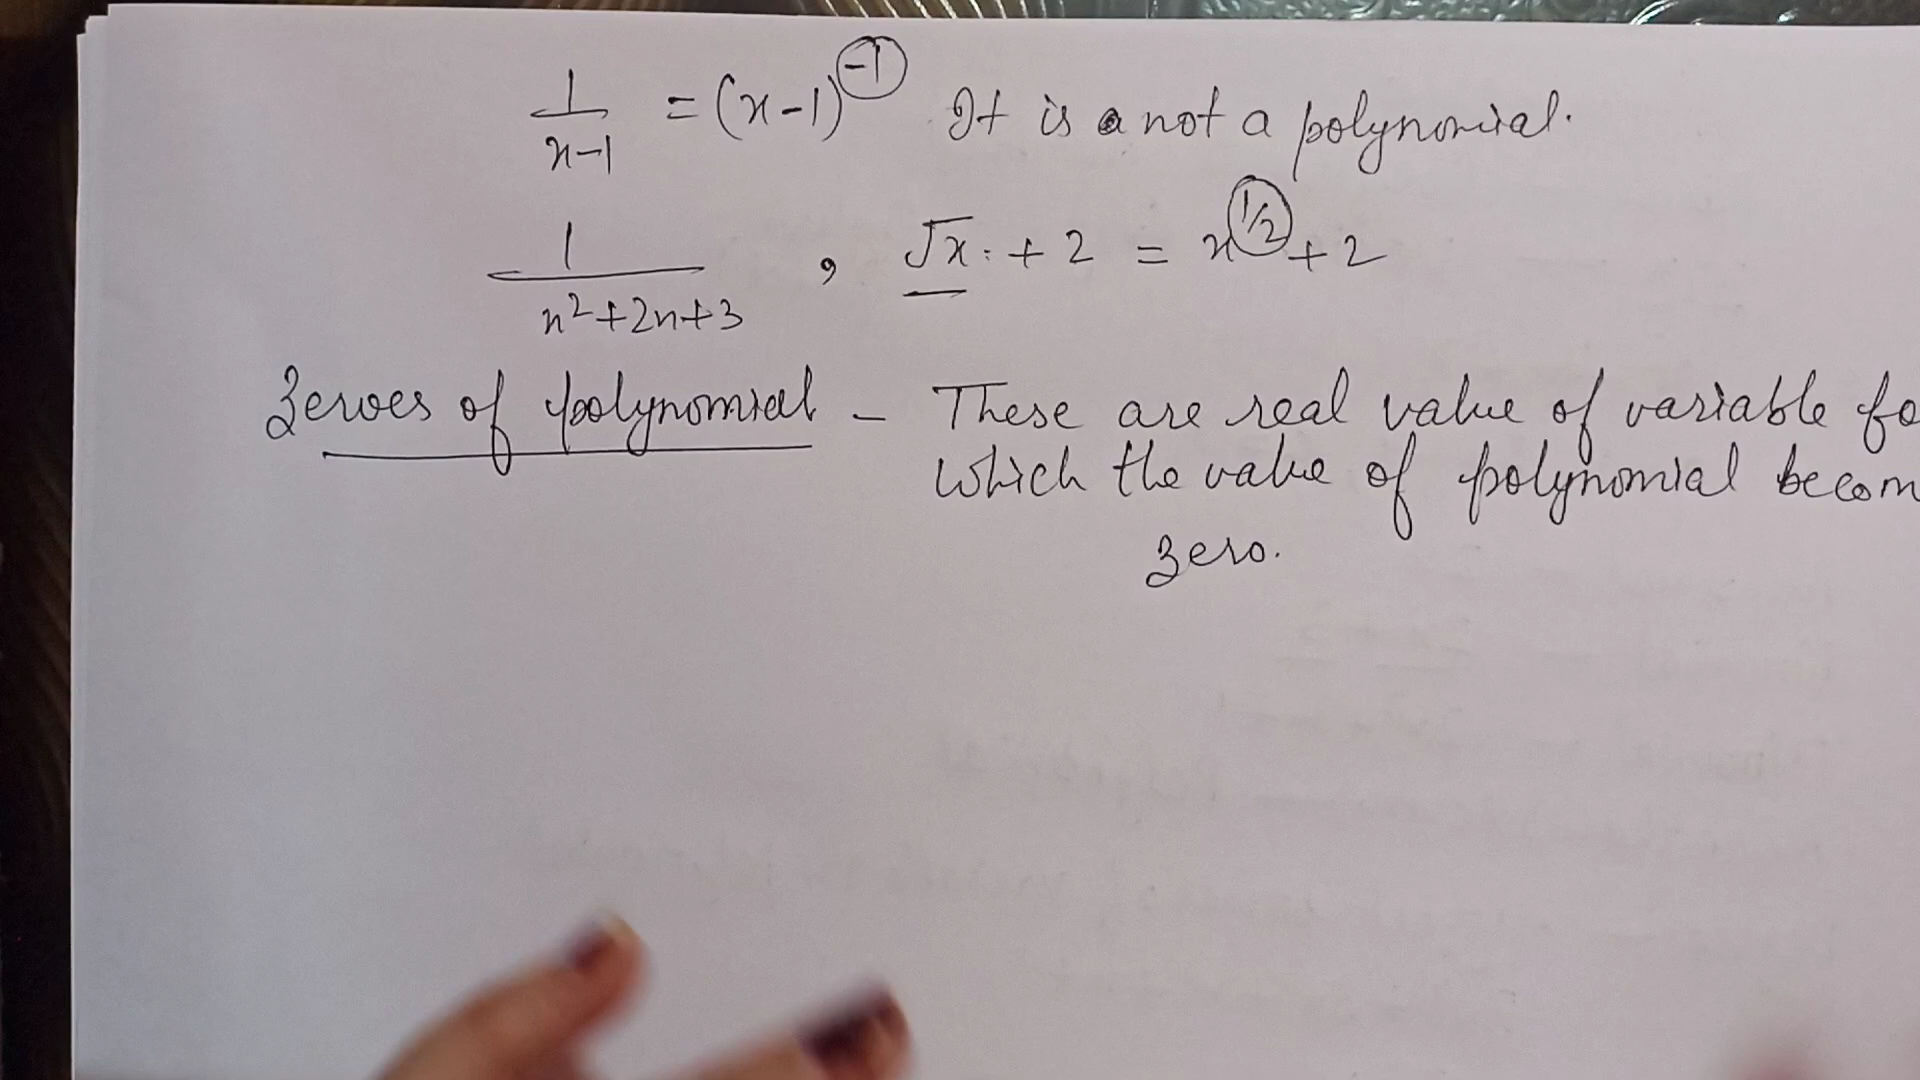 1/(x-1) = (x-1)^-1 It is a not a polynomial.
1/(x²+2x+3) , √x . + 2 = x^1/2 + 2
Zeroes of polynomial - These are real value of variable fo
which the value of polynomial becom
zero.